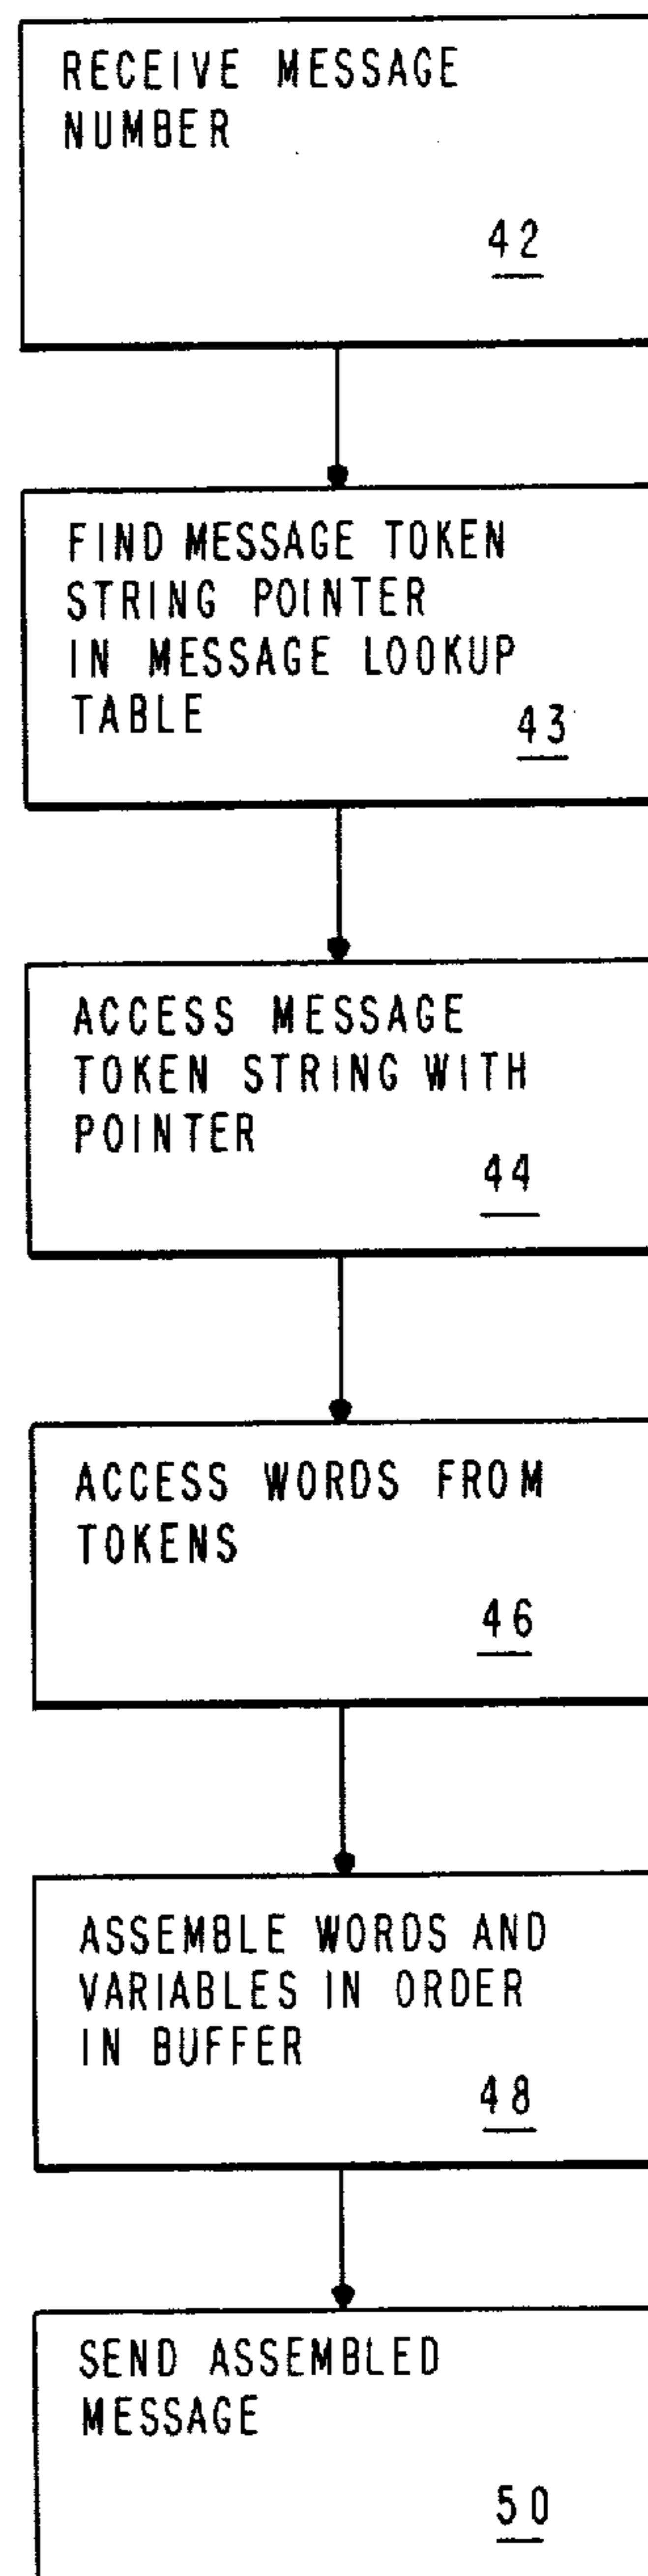 RECEIVE MESSAGE
NUMBER
42
FIND MESSAGE TOKEN
STRING POINTER
IN MESSAGE LOOKUP
TABLE
43
ACCESS MESSAGE
TOKEN STRING WITH
POINTER
44
ACCESS WORDS FROM
TOKENS
46
ASSEMBLE WORDS AND
VARIABLES IN ORDER
IN BUFFER
48
SEND ASSEMBLED
MESSAGE
50